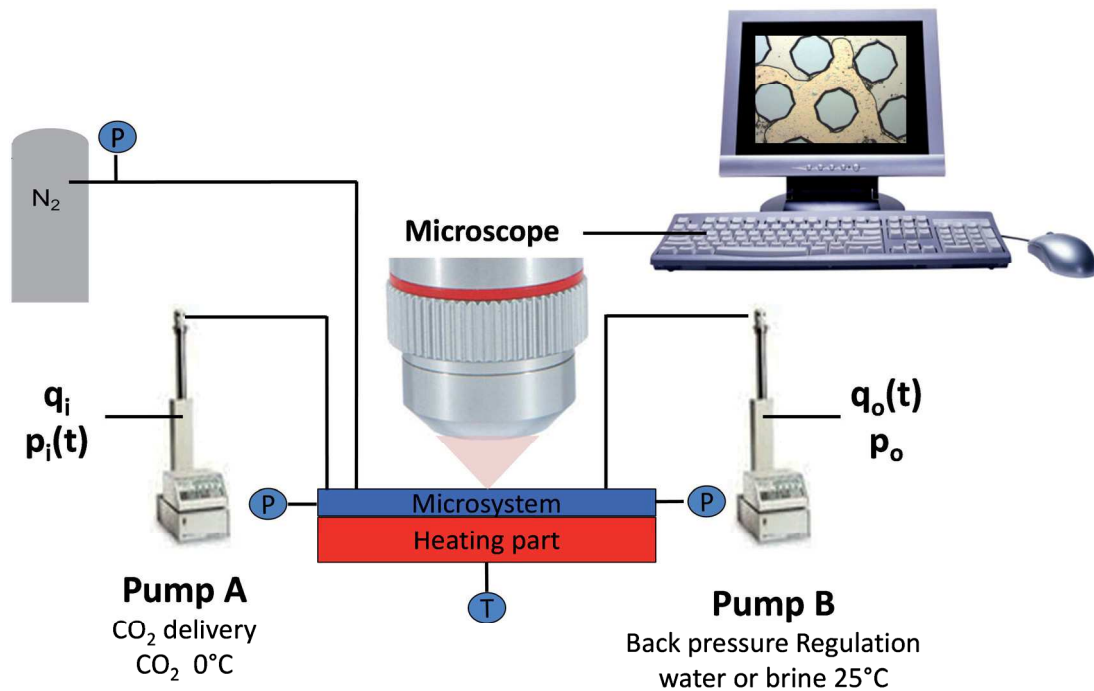 P
N₂
Microscope
qᵢ
pᵢ(t)
qₒ(t)
pₒ
P
Microsystem
P
Heating part
T
Pump A
CO₂ delivery
CO₂ 0°C
Pump B
Back pressure Regulation
water or brine 25°C